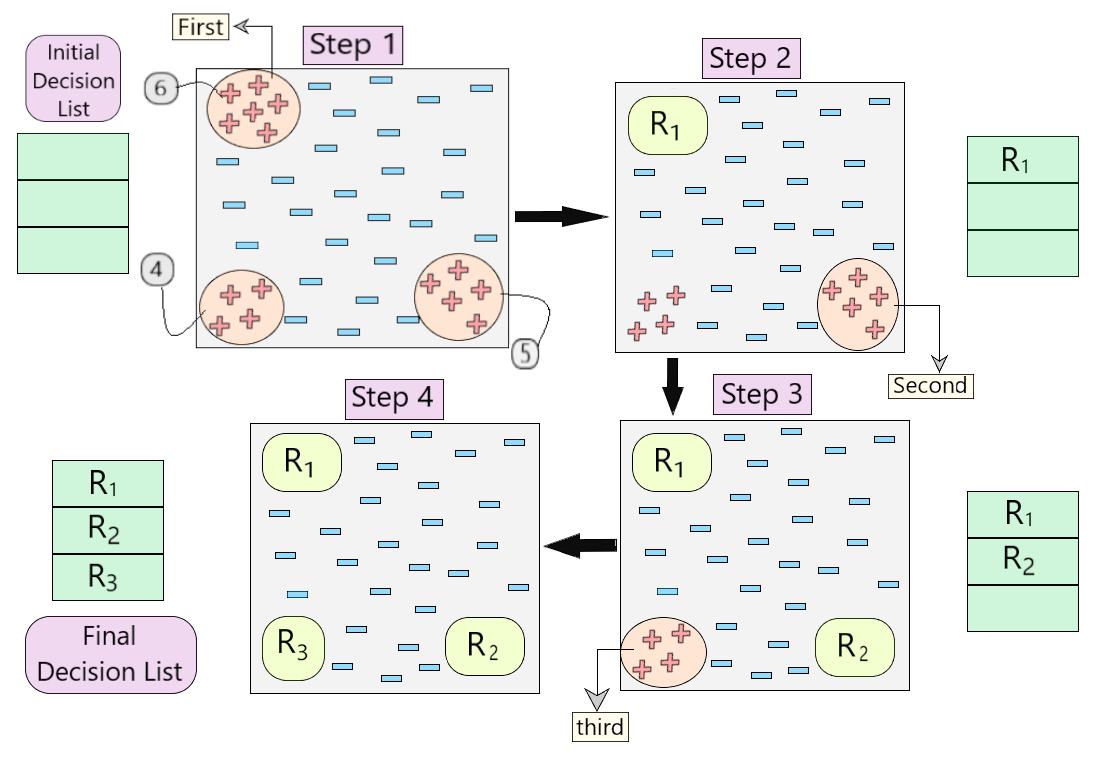 First
Step 1
Initial
Decision
List
6
4
5
Step 2
R1
R1
Second
Step 3
R1
R2
R1
R2
third
Step 4
R1
R3
R2
R1
R2
R3
Final
Decision List